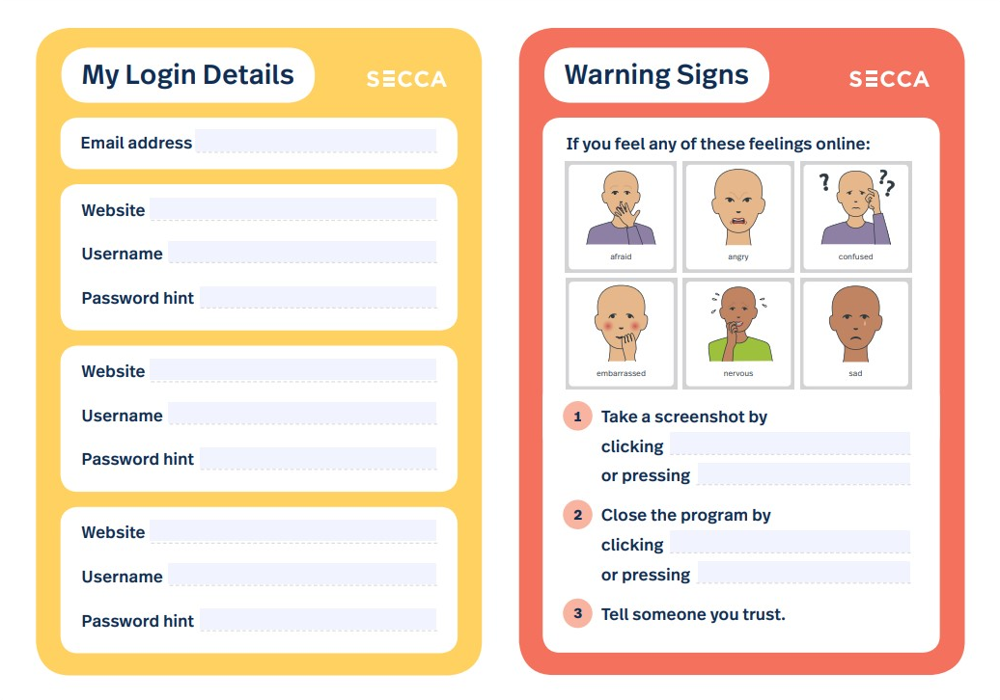 My Login Details
SECCA
Email address
Website
Username
Password hint
Website
Username
Password hint
Website
Username
Password hint
Warning Signs
SECCA
If you feel any of these feelings online:
? ? ?
afraid
angry
confused
embarrassed
nervous
sad
1 Take a screenshot by
clicking
or pressing
2 Close the program by
clicking
or pressing
3 Tell someone you trust.